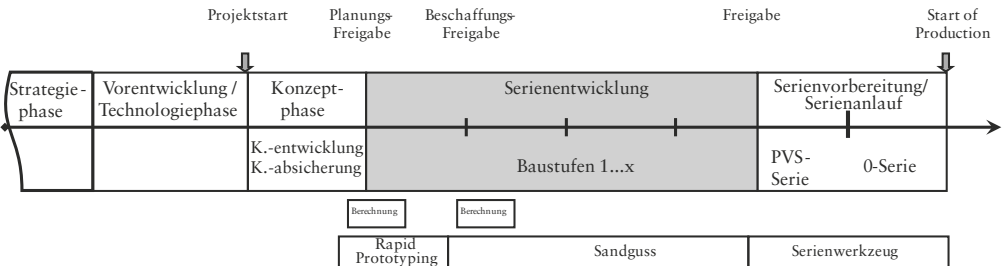 Projektstart
Planungs-
Freigabe
Beschaffungs-
Freigabe
Freigabe
Start of
Production
Strategie-
phase
Vorentwicklung /
Technologiephase
Konzept-
phase
Serienentwicklung
Serienvorbereitung/
Serienanlauf
K.-entwicklung
K.-absicherung
Baustufen 1...x
PVS-
Serie
0-Serie
Berechnung
Berechnung
Rapid
Prototyping
Sandguss
Serienwerkzeug